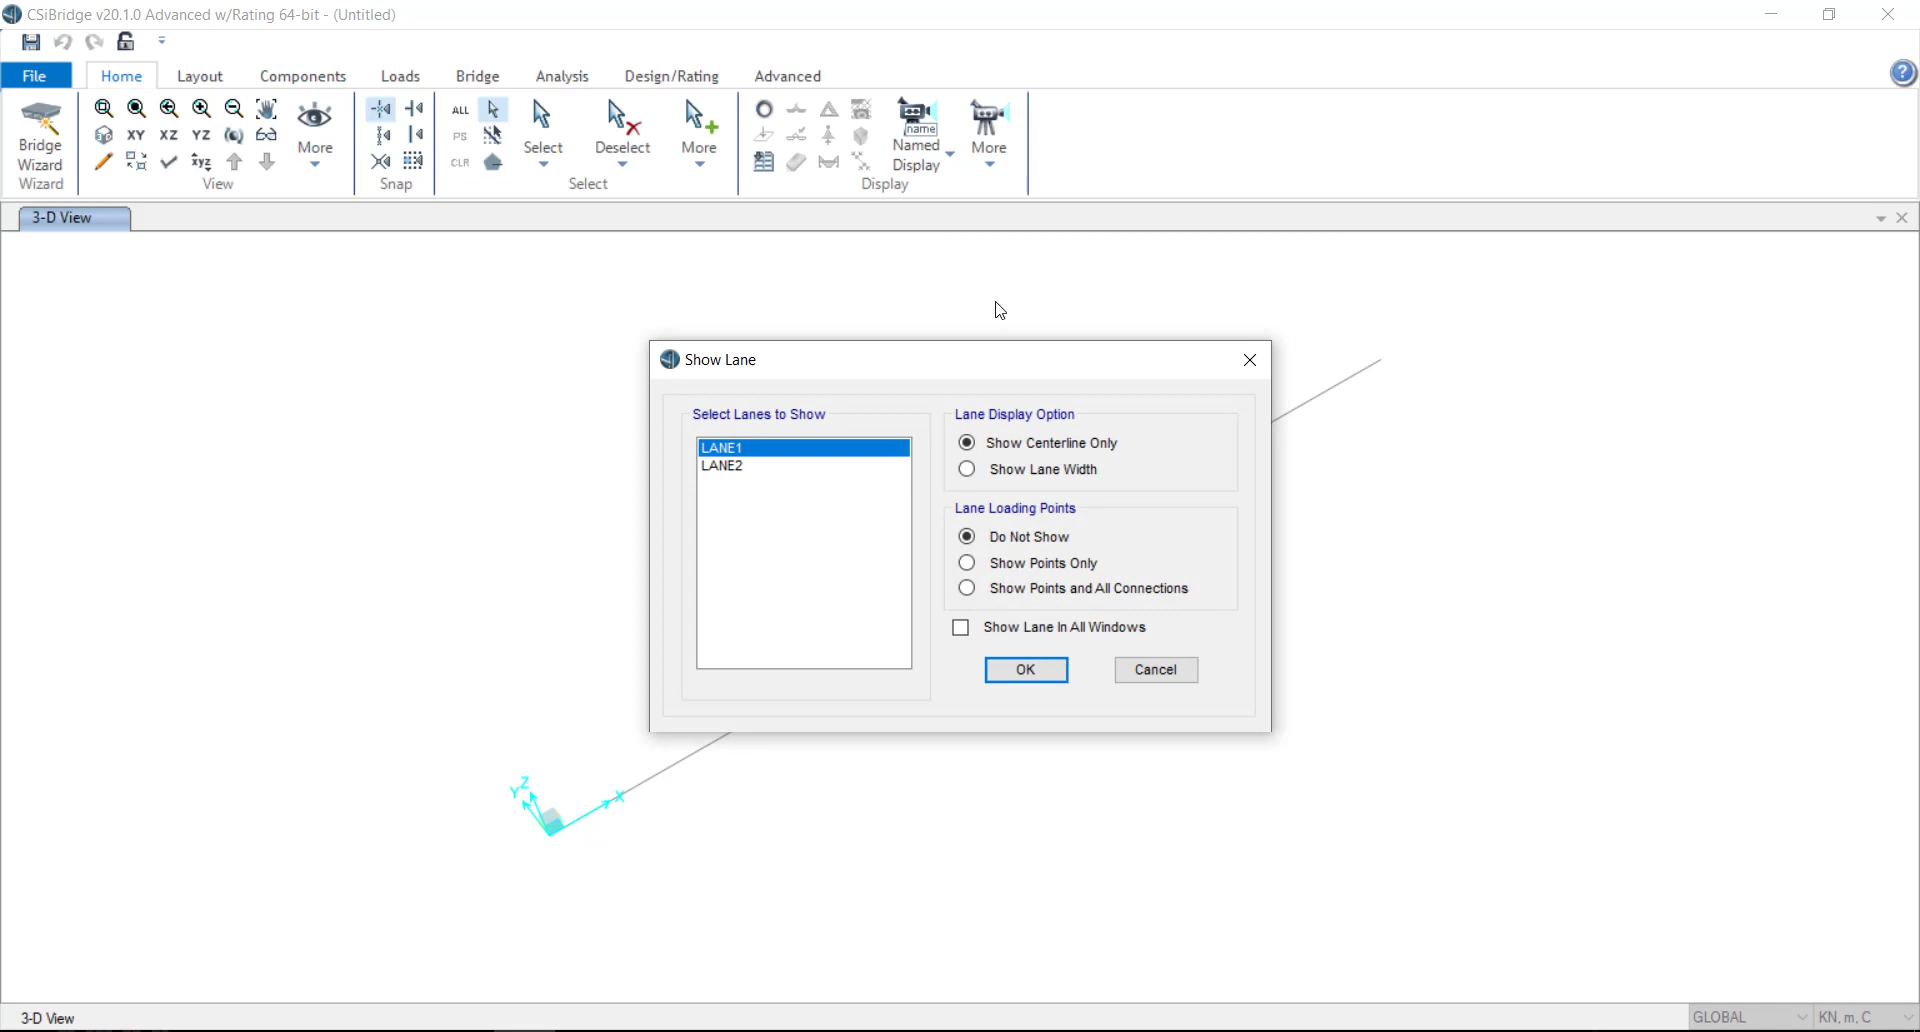 CSiBridge v20.1.0 Advanced w/Rating 64-bit - (Untitled)
File Home Layout Components Loads Bridge Analysis Design/Rating Advanced
Bridge Wizard
Wizard
XY XZ YZ
xyz
More
View
Snap
ALL
PS
CLR
Select
Deselect
More
Select
name
Named Display
More
Display
3-D View
Show Lane
Select Lanes to Show
LANE1
LANE2
Lane Display Option
Show Centerline Only
Show Lane Width
Lane Loading Points
Do Not Show
Show Points Only
Show Points and All Connections
Show Lane In All Windows
OK Cancel
Z
Y
X
3-D View
GLOBAL
KN, m, C